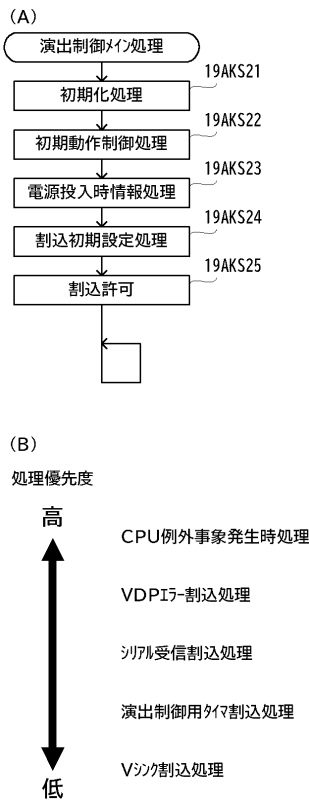 (A)
演出制御ﾒｲﾝ処理
19AKS21
初期化処理
19AKS22
初期動作制御処理
19AKS23
電源投入時情報処理
19AKS24
割込初期設定処理
19AKS25
割込許可
(B)
処理優先度
高
CPU例外事象発生時処理
VDPｴﾗｰ割込処理
ｼﾘｱﾙ受信割込処理
演出制御用ﾀｲﾏ割込処理
Vｼﾝｸ割込処理
低